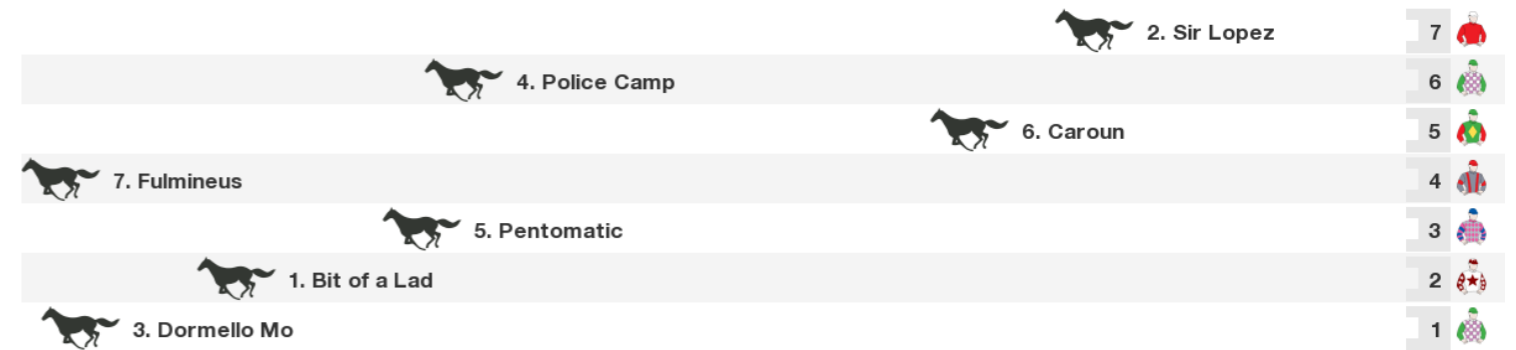 2. Sir Lopez 7
4. Police Camp 6
6. Caroun 5
7. Fulmineus 4
5. Pentomatic 3
1. Bit of a Lad 2
3. Dormello Mo 1